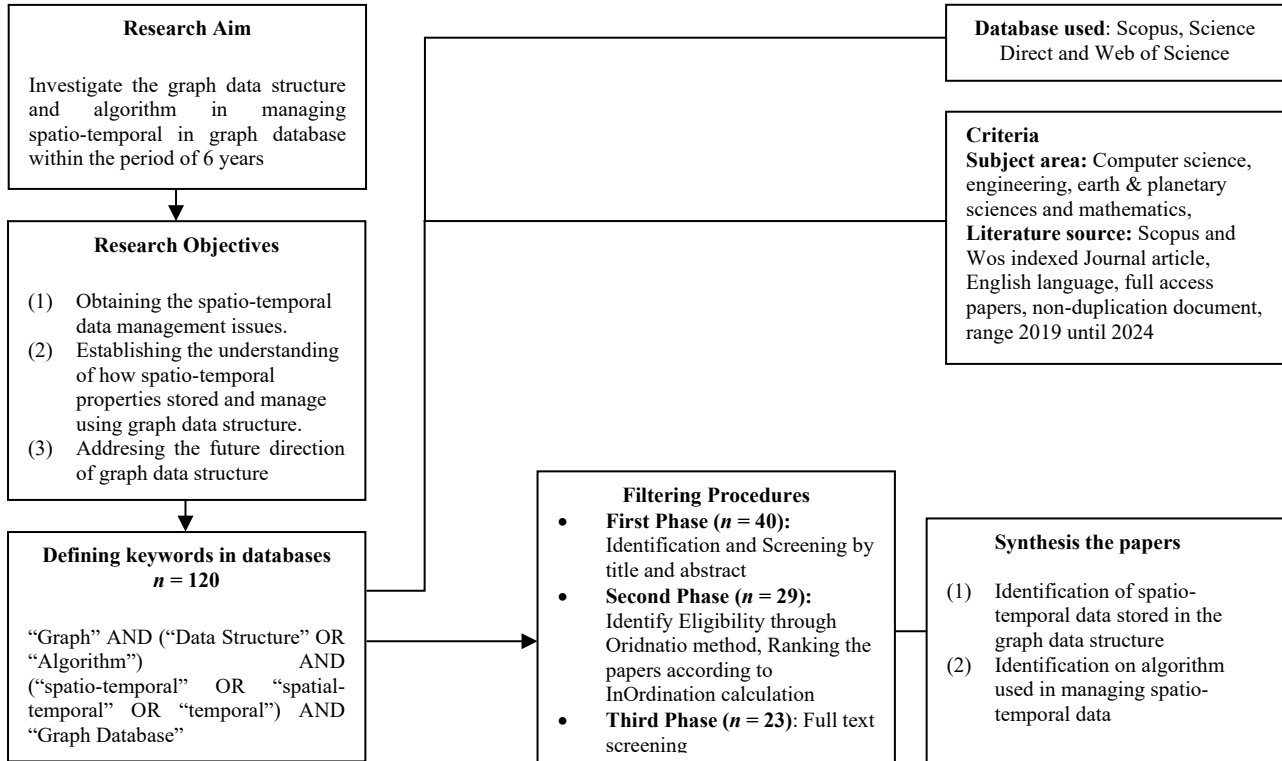 Research Aim
Investigate the graph data structure
and algorithm in managing
spatio-temporal in graph database
within the period of 6 years
Research Objectives
(1) Obtaining the spatio-temporal
data management issues.
(2) Establishing the understanding
of how spatio-temporal
properties stored and manage
using graph data structure.
(3) Addresing the future direction
of graph data structure
Defining keywords in databases
n = 120
“Graph” AND (“Data Structure” OR
“Algorithm”) AND
(“spatio-temporal” OR “spatial-
temporal” OR “temporal”) AND
“Graph Database”
Database used: Scopus, Science
Direct and Web of Science
Criteria
Subject area: Computer science,
engineering, earth & planetary
sciences and mathematics,
Literature source: Scopus and
Wos indexed Journal article,
English language, full access
papers, non-duplication document,
range 2019 until 2024
Filtering Procedures
• First Phase (n = 40):
Identification and Screening by
title and abstract
• Second Phase (n = 29):
Identify Eligibility through
Oridnatio method, Ranking the
papers according to
InOrdination calculation
• Third Phase (n = 23): Full text
screening
Synthesis the papers
(1) Identification of spatio-
temporal data stored in the
graph data structure
(2) Identification on algorithm
used in managing spatio-
temporal data